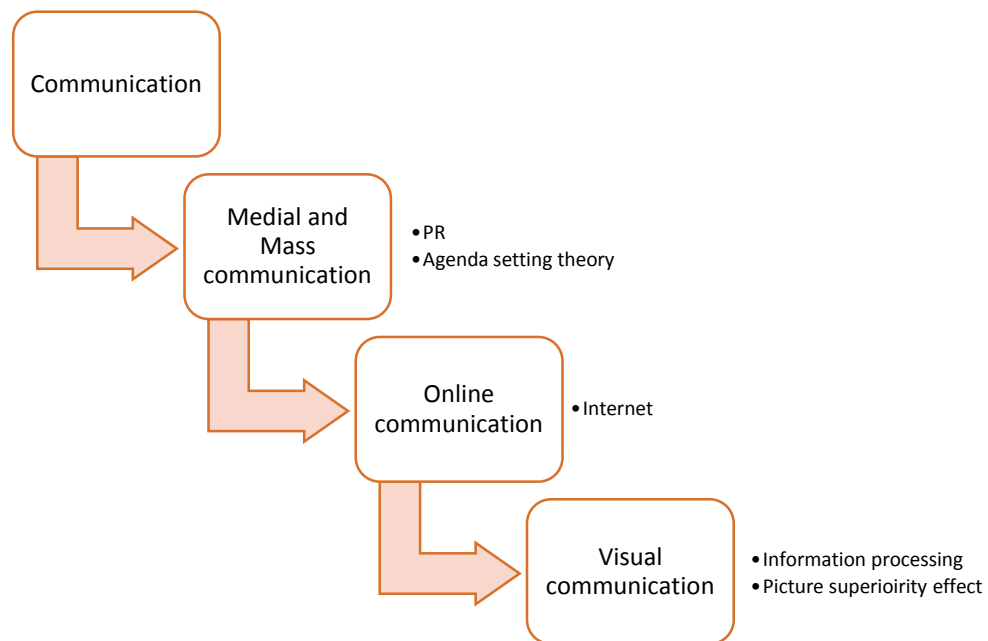 Communication
Medial and
Mass
communication
•PR
•Agenda setting theory
Online
communication
•Internet
Visual
communication
•Information processing
•Picture superioirity effect